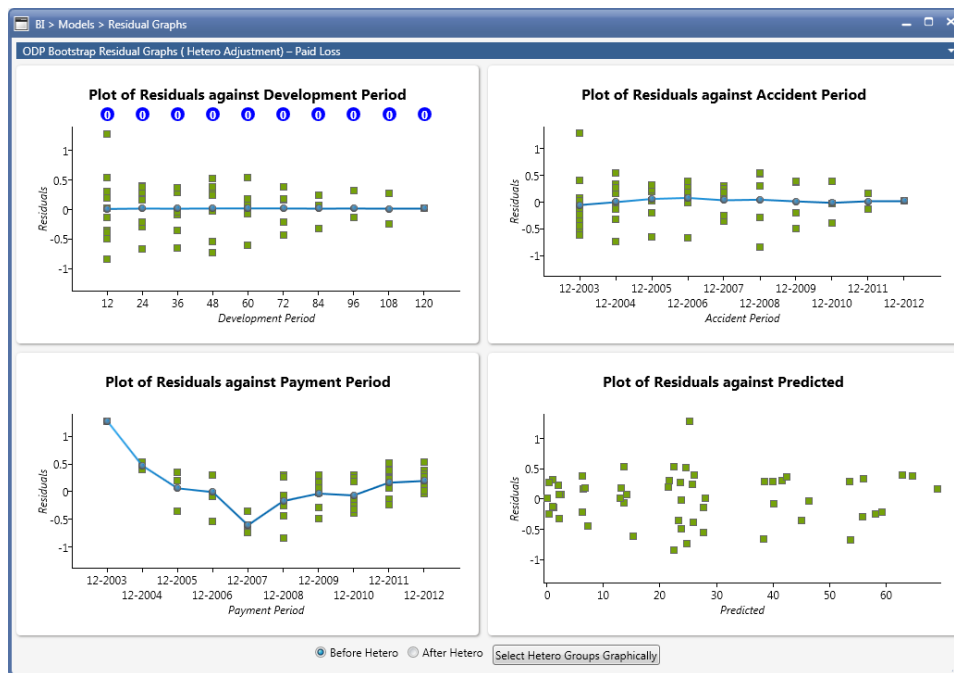 BI > Models > Residual Graphs
ODP Bootstrap Residual Graphs ( Hetero Adjustment) – Paid Loss
Plot of Residuals against Development Period
0 0 0 0 0 0 0 0 0 0
Residuals
1
0.5
0
-0.5
-1
12 24 36 48 60 72 84 96 108 120
Development Period
Plot of Residuals against Accident Period
Residuals
1
0.5
0
-0.5
-1
12-2003 12-2005 12-2007 12-2009 12-2011
12-2004 12-2006 12-2008 12-2010 12-2012
Accident Period
Plot of Residuals against Payment Period
Residuals
1
0.5
0
-0.5
-1
12-2003 12-2005 12-2007 12-2009 12-2011
12-2004 12-2006 12-2008 12-2010 12-2012
Payment Period
Plot of Residuals against Predicted
Residuals
1
0.5
0
-0.5
-1
0 10 20 30 40 50 60
Predicted
Before Hetero After Hetero Select Hetero Groups Graphically